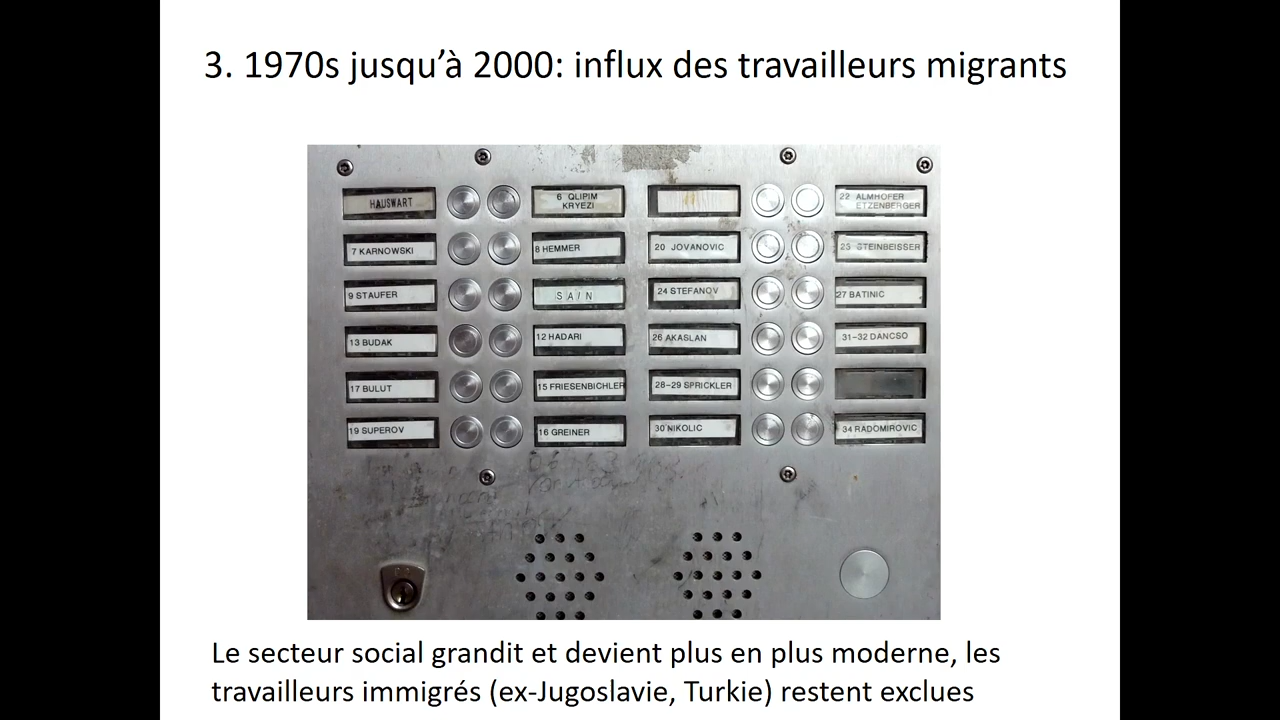 3. 1970s jusqu’à 2000: influx des travailleurs migrants
HAUSWART
6 QLIPIM
KRYEZI
22 ALMHOFER
ETZENBERGER
7 KARNOWSKI
8 HEMMER
20 JOVANOVIC
23 STEINBEISSER
9 STAUFER
SA/N
24 STEFANOV
27 BATINIC
13 BUDAK
12 HADARI
26 AKASLAN
31-32 DANCSO
17 BULUT
15 FRIESENBICHLER
28-29 SPRICKLER
19 SUPEROV
16 GREINER
30 NIKOLIC
34 RADOMIROVIC
Le secteur social grandit et devient plus en plus moderne, les
travailleurs immigrés (ex-Jugoslavie, Turkie) restent exclues